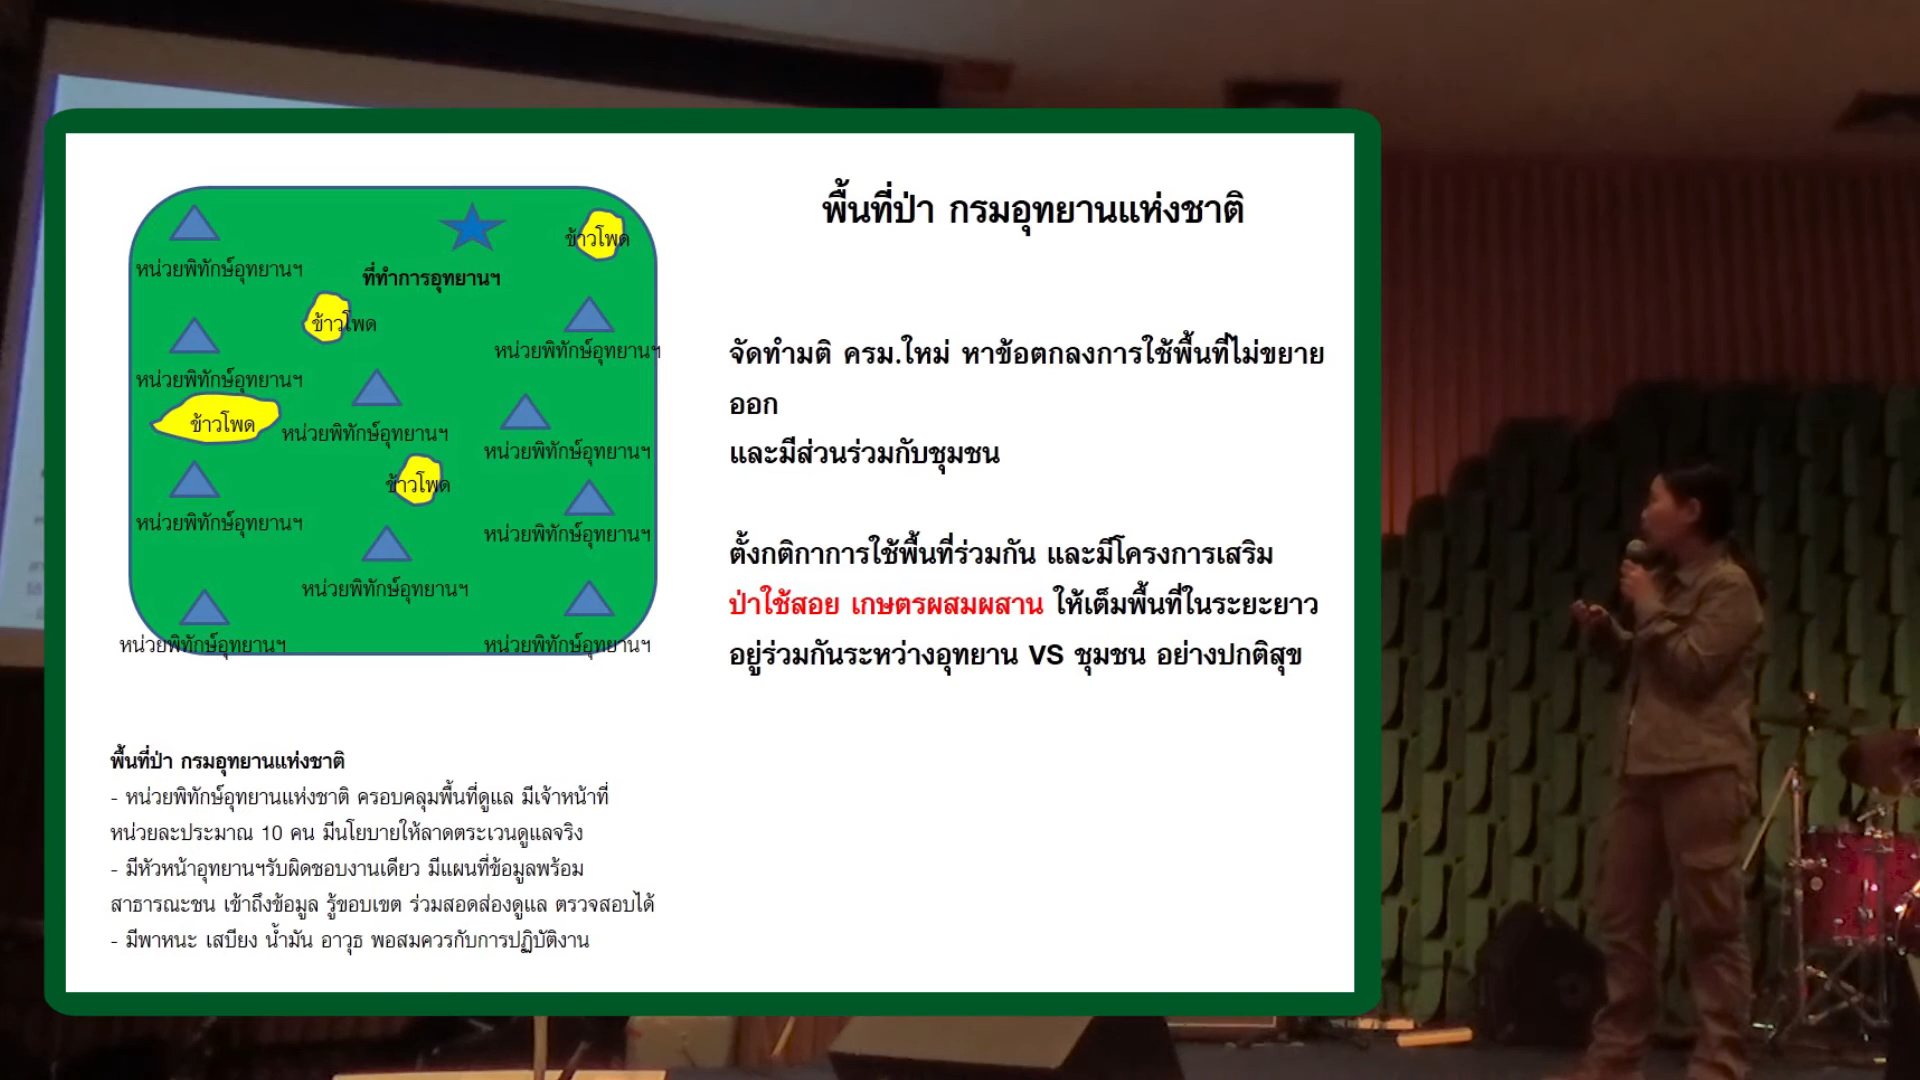 พื้นที่ป่า กรมอุทยานแห่งชาติ
ข้าวโพด
หน่วยพิทักษ์อุทยานฯ
ที่ทำการอุทยานฯ
ข้าวโพด
หน่วยพิทักษ์อุทยานฯ
หน่วยพิทักษ์อุทยานฯ
ข้าวโพด
หน่วยพิทักษ์อุทยานฯ
หน่วยพิทักษ์อุทยานฯ
ข้าวโพด
หน่วยพิทักษ์อุทยานฯ
หน่วยพิทักษ์อุทยานฯ
หน่วยพิทักษ์อุทยานฯ
หน่วยพิทักษ์อุทยานฯ
หน่วยพิทักษ์อุทยานฯ
จัดทำมติ ครม.ใหม่ หาข้อตกลงการใช้พื้นที่ไม่ขยาย
ออก
และมีส่วนร่วมกับชุมชน
ตั้งกติกาการใช้พื้นที่ร่วมกัน และมีโครงการเสริม
ป่าใช้สอย เกษตรผสมผสาน ให้เต็มพื้นที่ในระยะยาว
อยู่ร่วมกันระหว่างอุทยาน VS ชุมชน อย่างปกติสุข
พื้นที่ป่า กรมอุทยานแห่งชาติ
- หน่วยพิทักษ์อุทยานแห่งชาติ ครอบคลุมพื้นที่ดูแล มีเจ้าหน้าที่
หน่วยละประมาณ 10 คน มีนโยบายให้ลาดตระเวนดูแลจริง
- มีหัวหน้าอุทยานฯรับผิดชอบงานเดียว มีแผนที่ข้อมูลพร้อม
สาธารณะชน เข้าถึงข้อมูล รู้ขอบเขต ร่วมสอดส่องดูแล ตรวจสอบได้
- มีพาหนะ เสบียง น้ำมัน อาวุธ พอสมควรกับการปฏิบัติงาน